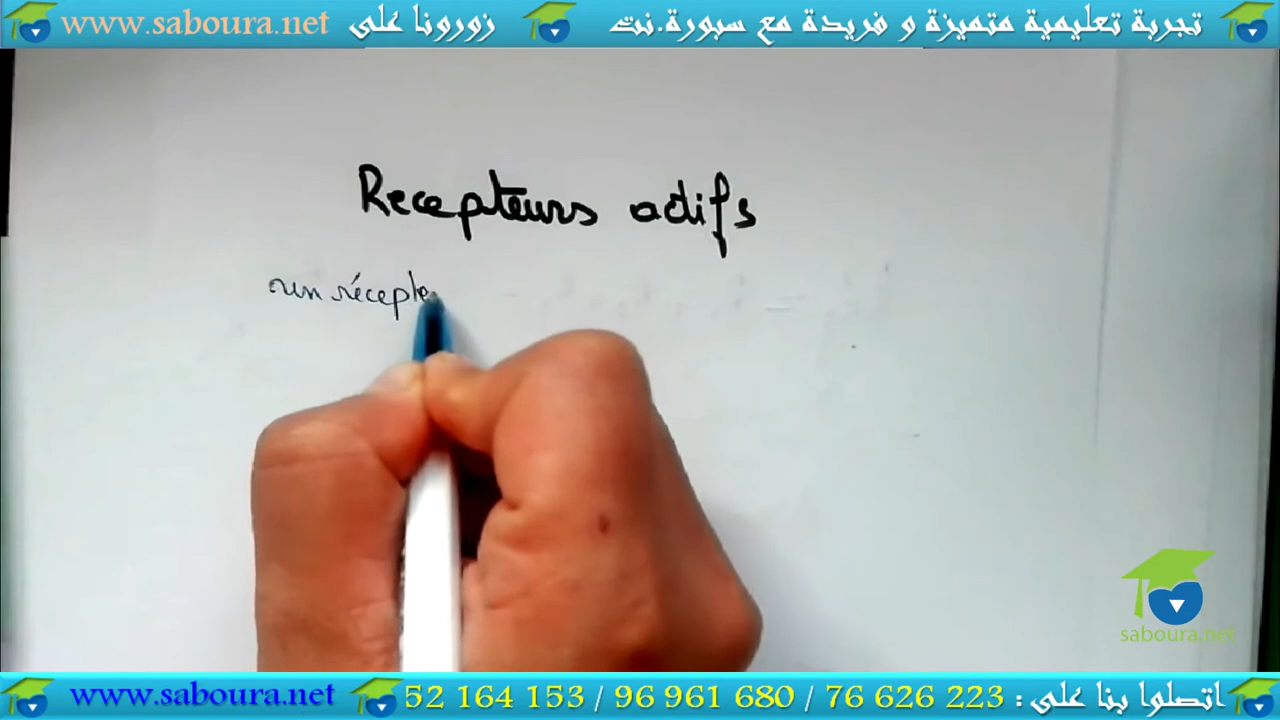 تجربة تعليمية متميزة و فريدة مع سبورة.نت زورونا على www.saboura.net
Recepteurs actifs
un récepte
saboura.net
اتصلوا بنا على : 52 164 153 / 96 961 680 / 76 626 223 www.saboura.net